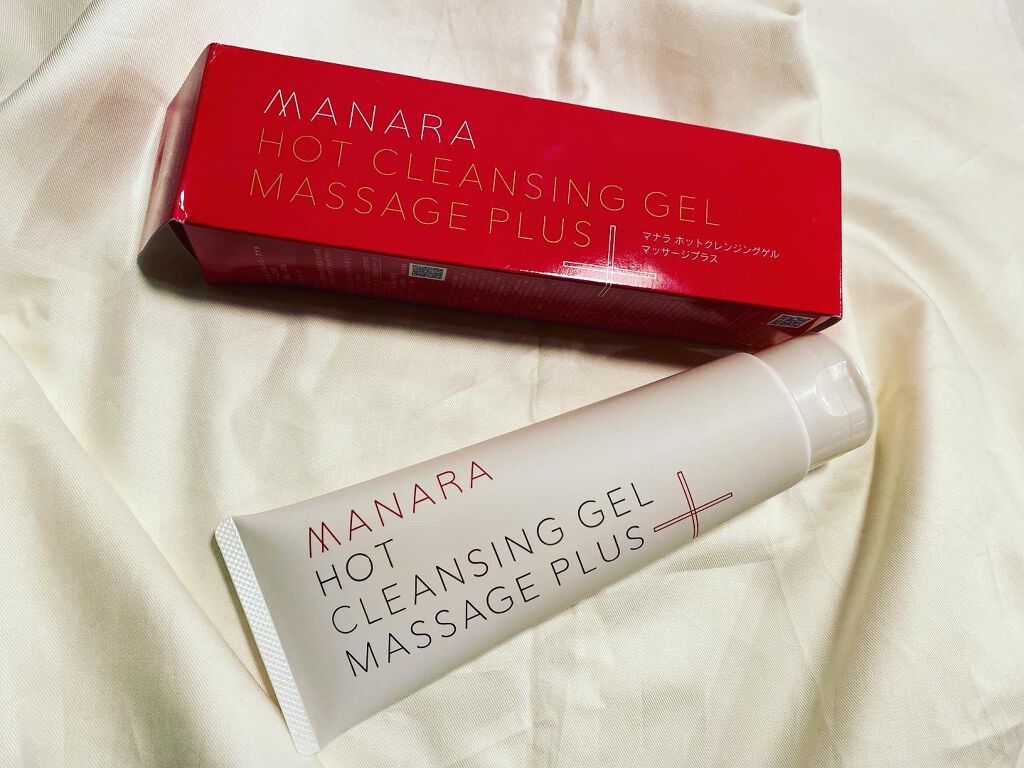 MANARA
HOT CLEANSING GEL
MASSAGE PLUS
マナラ ホットクレンジングゲル
マッサージプラス
MANARA
HOT
CLEANSING GEL
MASSAGE PLUS